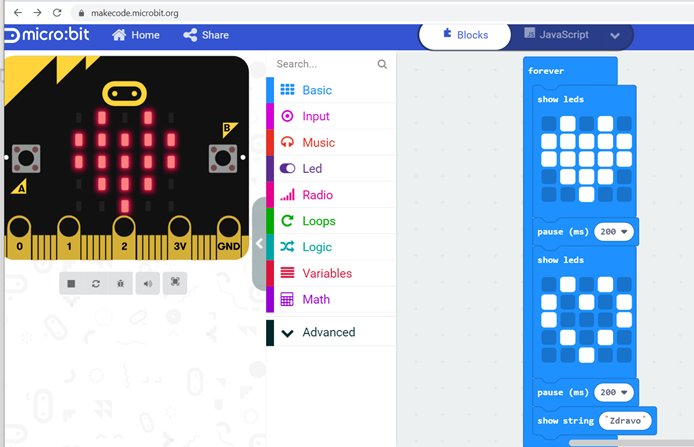 makecode.microbit.org
micro:bit Home Share Blocks JavaScript
Search...
Basic
Input
Music
Led
Radio
Loops
Logic
Variables
Math
Advanced
A
B
0 1 2 3V GND
forever
show leds
pause (ms) 200
show leds
pause (ms) 200
show string "Zdravo"